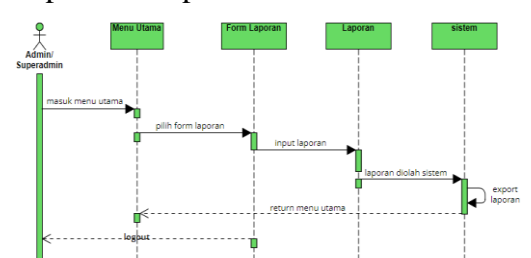 Menu Utama
Form Laporan
Laporan
sistem
Admin/
Superadmin
masuk menu utama
pilih form laporan
input laporan
laporan diolah sistem
export
laporan
return menu utama
logout